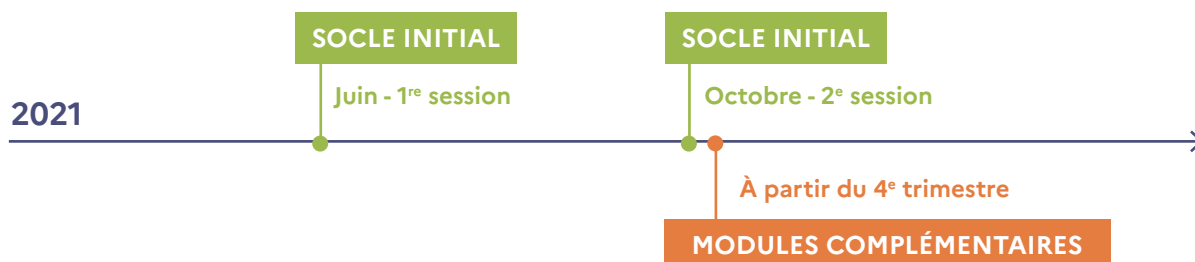 SOCLE INITIAL
SOCLE INITIAL
Juin - 1re session
Octobre - 2e session
2021
À partir du 4e trimestre
MODULES COMPLÉMENTAIRES